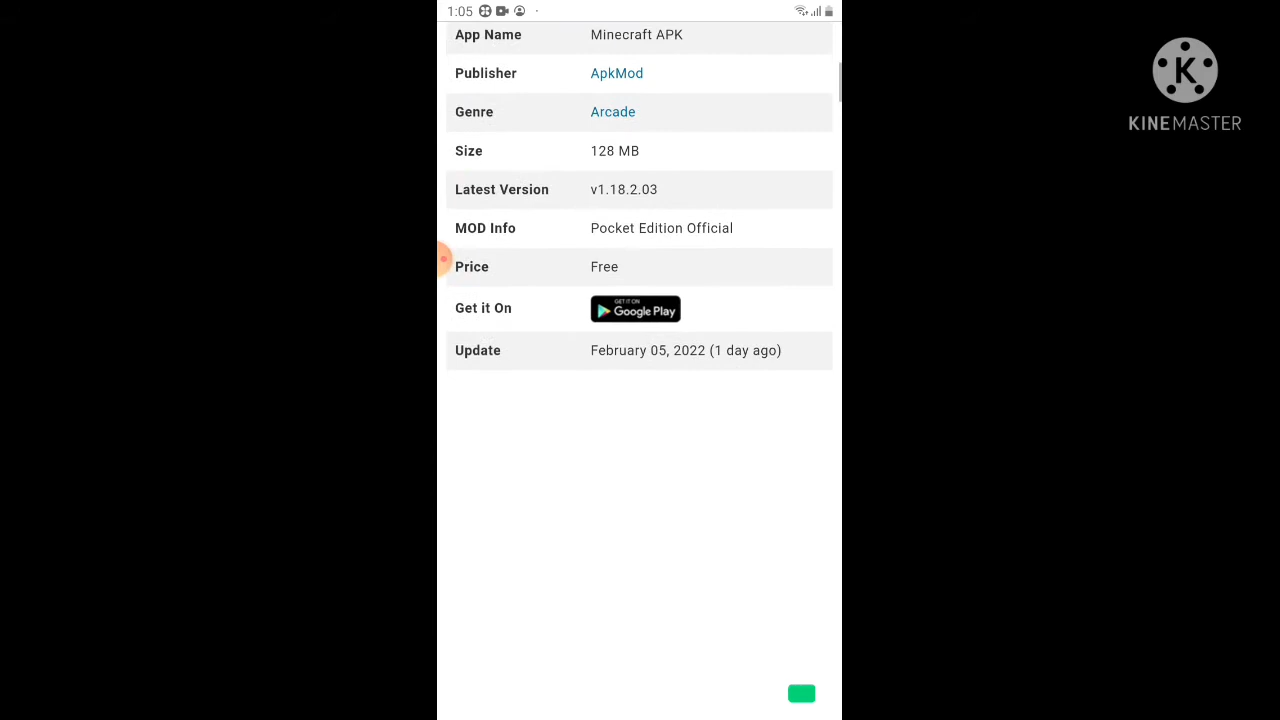 1:05
App Name Minecraft APK
Publisher ApkMod
Genre Arcade
Size 128 MB
Latest Version v1.18.2.03
MOD Info Pocket Edition Official
Price Free
Get it On GET IT ON Google Play
Update February 05, 2022 (1 day ago)
K
KINEMASTER